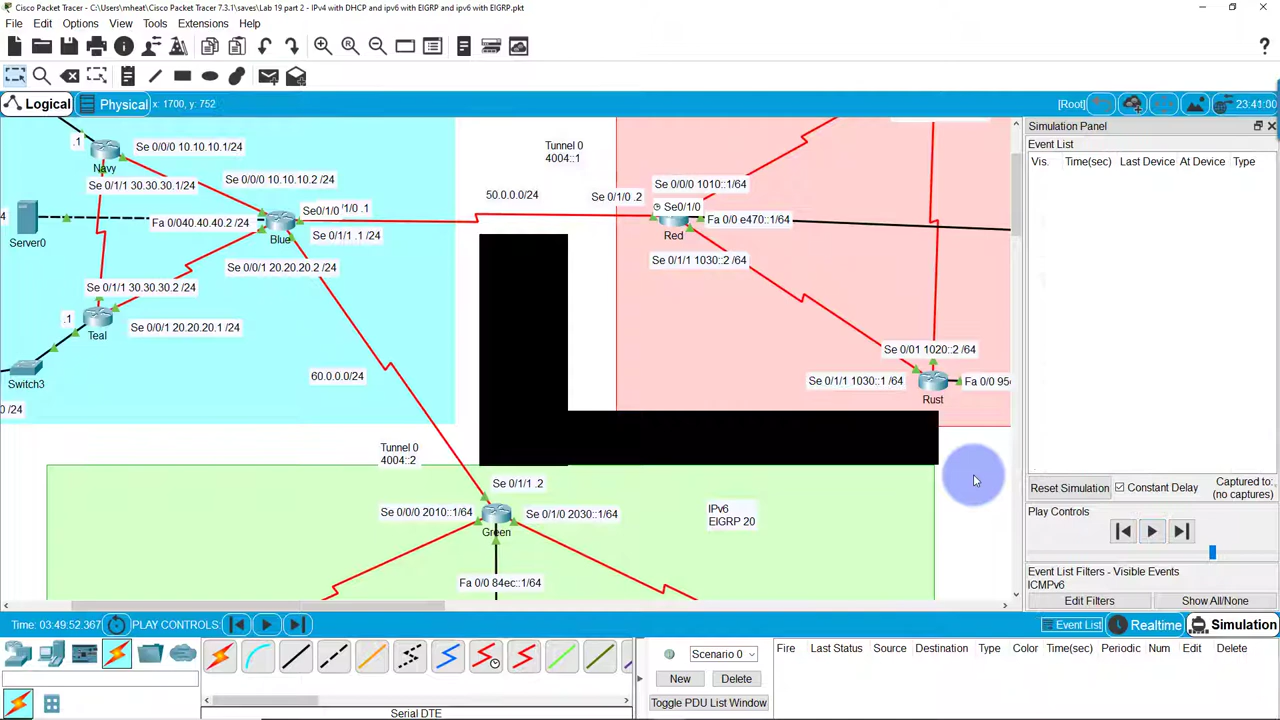 Cisco Packet Tracer - C:\Users\mheat\Cisco Packet Tracer 7.3.1\saves\Lab 19 part 2 - IPv4 with DHCP and ipv6 with EIGRP and ipv6 with EIGRP.pkt
File Edit Options View Tools Extensions Help
Logical Physical x: 1700, y: 752 [Root] 23:41:00
Simulation Panel
Event List
Vis. Time(sec) Last Device At Device Type
.1
Navy
Se 0/0/0 10.10.10.1/24
Se 0/1/1 30.30.30.1/24
Se 0/0/0 10.10.10.2 /24
Server0
Fa 0/040.40.40.2 /24
Blue
Se0/1/0
Se 0/1/1 .1 /24
Se 0/0/1 20.20.20.2 /24
Se 0/1/1 30.30.30.2 /24
.1
Teal
Se 0/0/1 20.20.20.1 /24
Switch3
0 /24
60.0.0.0/24
Tunnel 0
4004::1
50.0.0.0/24
Se 0/1/0 .2
Se 0/0/0 1010::1/64
Se0/1/0
Fa 0/0 e470::1/64
Red
Se 0/1/1 1030::2 /64
Se 0/01 1020::2 /64
Se 0/1/1 1030::1 /64
Rust
Tunnel 0
4004::2
Se 0/1/1 .2
Se 0/0/0 2010::1/64
Green
Se 0/1/0 2030::1/64
Fa 0/0 84ec::1/64
IPv6
EIGRP 20
Reset Simulation Constant Delay
Captured to:
(no captures)
Play Controls
Event List Filters - Visible Events
ICMPv6
Edit Filters Show All/None
Time: 03:49:52.367 PLAY CONTROLS: Event List Realtime Simulation
Scenario 0
New Delete
Toggle PDU List Window
Fire Last Status Source Destination Type Color Time(sec) Periodic Num Edit Delete
Serial DTE